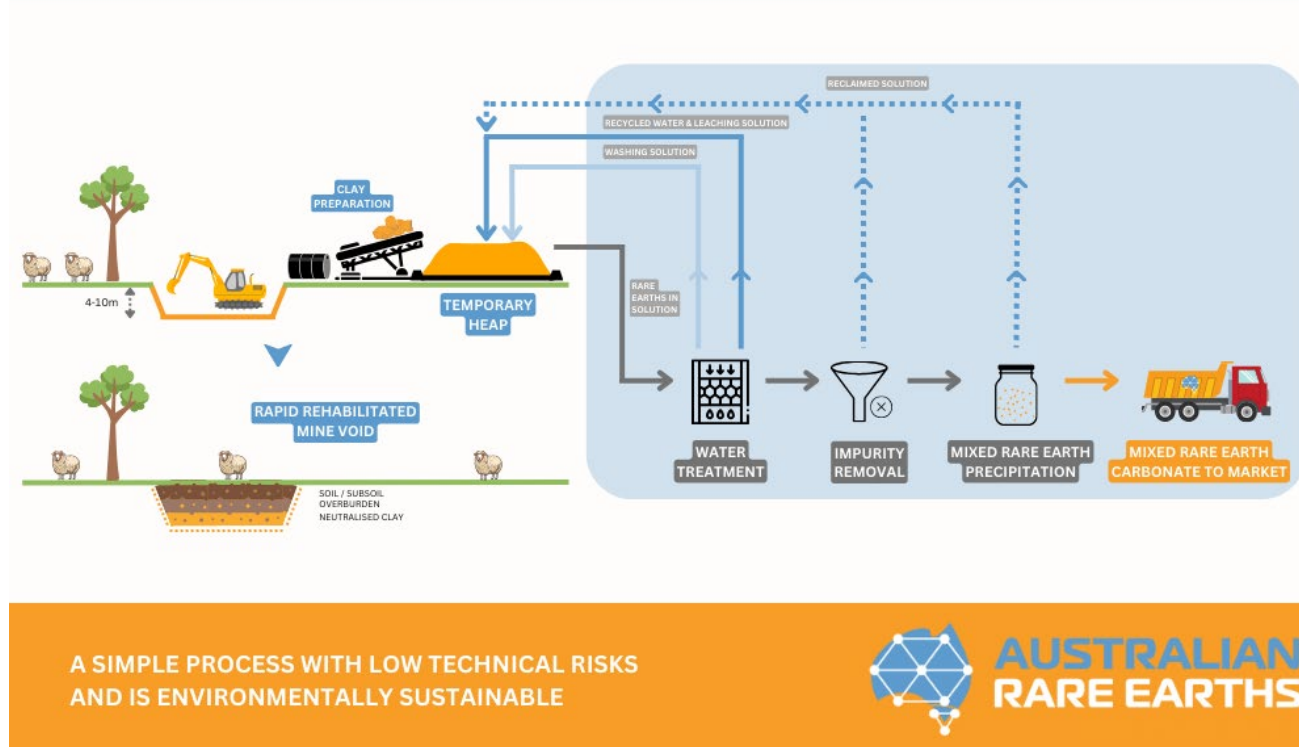 RECLAIMED SOLUTION
RECYCLED WATER & LEACHING SOLUTION
WASHING SOLUTION
CLAY
PREPARATION
4-10m
TEMPORARY
HEAP
RARE
EARTHS IN
SOLUTION
RAPID REHABILITATED
MINE VOID
WATER
TREATMENT
IMPURITY
REMOVAL
MIXED RARE EARTH
PRECIPITATION
MIXED RARE EARTH
CARBONATE TO MARKET
SOIL / SUBSOIL
OVERBURDEN
NEUTRALISED CLAY
A SIMPLE PROCESS WITH LOW TECHNICAL RISKS
AND IS ENVIRONMENTALLY SUSTAINABLE
AUSTRALIAN
RARE EARTHS